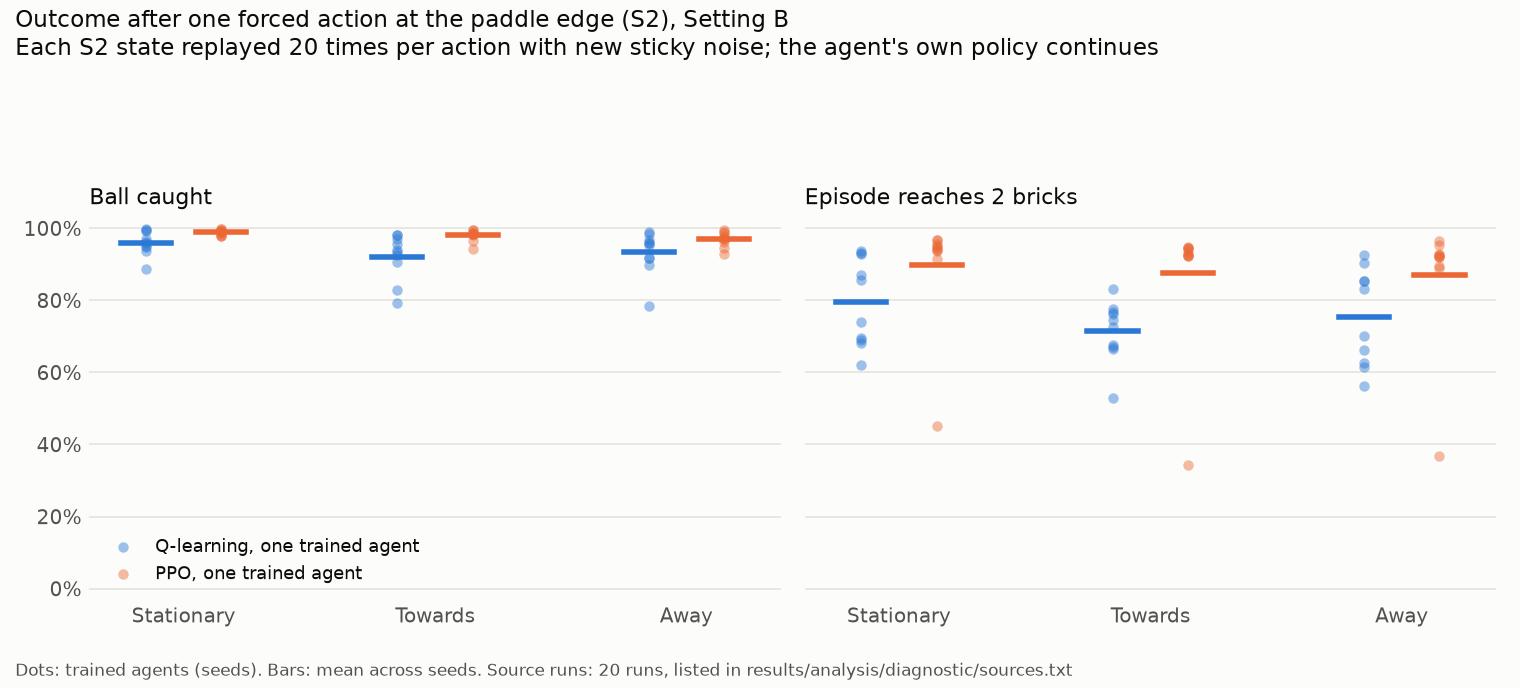 Outcome after one forced action at the paddle edge (S2), Setting B
Each S2 state replayed 20 times per action with new sticky noise; the agent's own policy continues
Ball caught
Episode reaches 2 bricks
100%
80%
60%
40%
20%
0%
Q-learning, one trained agent
PPO, one trained agent
Stationary
Towards
Away
Stationary
Towards
Away
Dots: trained agents (seeds). Bars: mean across seeds. Source runs: 20 runs, listed in results/analysis/diagnostic/sources.txt